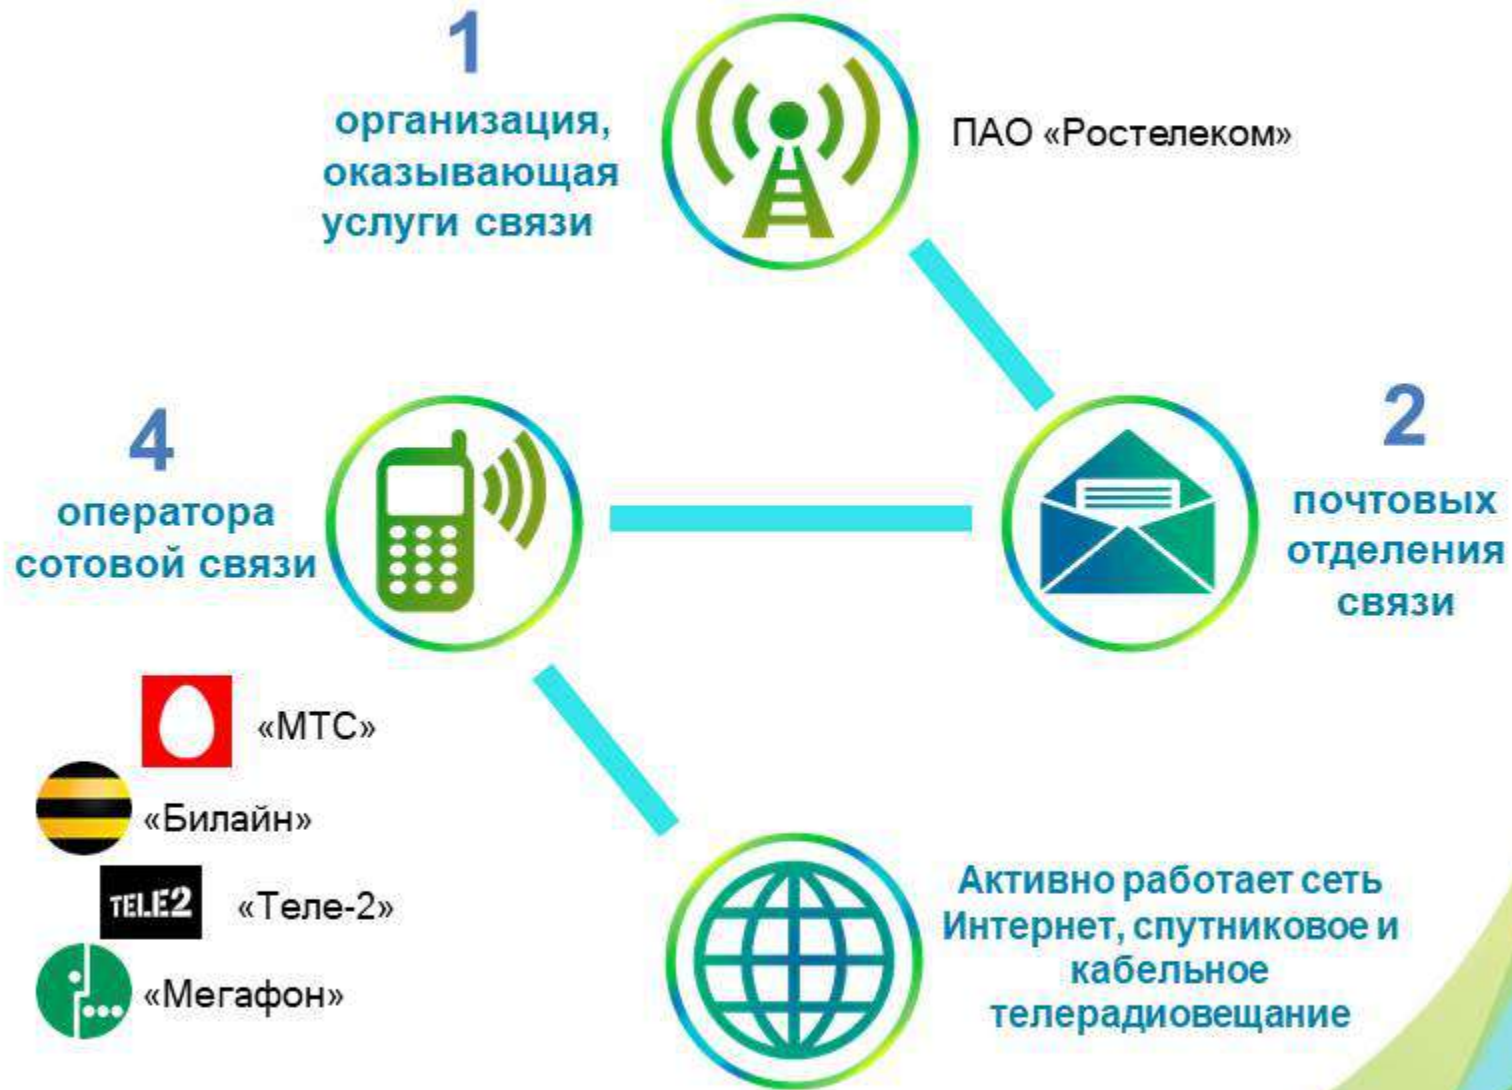 1
организация,
оказывающая
услуги связи
ПАО «Ростелеком»
4
оператора
сотовой связи
2
почтовых
отделения
связи
«МТС»
«Билайн»
TELE2 «Теле-2»
«Мегафон»
Активно работает сеть
Интернет, спутниковое и
кабельное
телерадиовещание